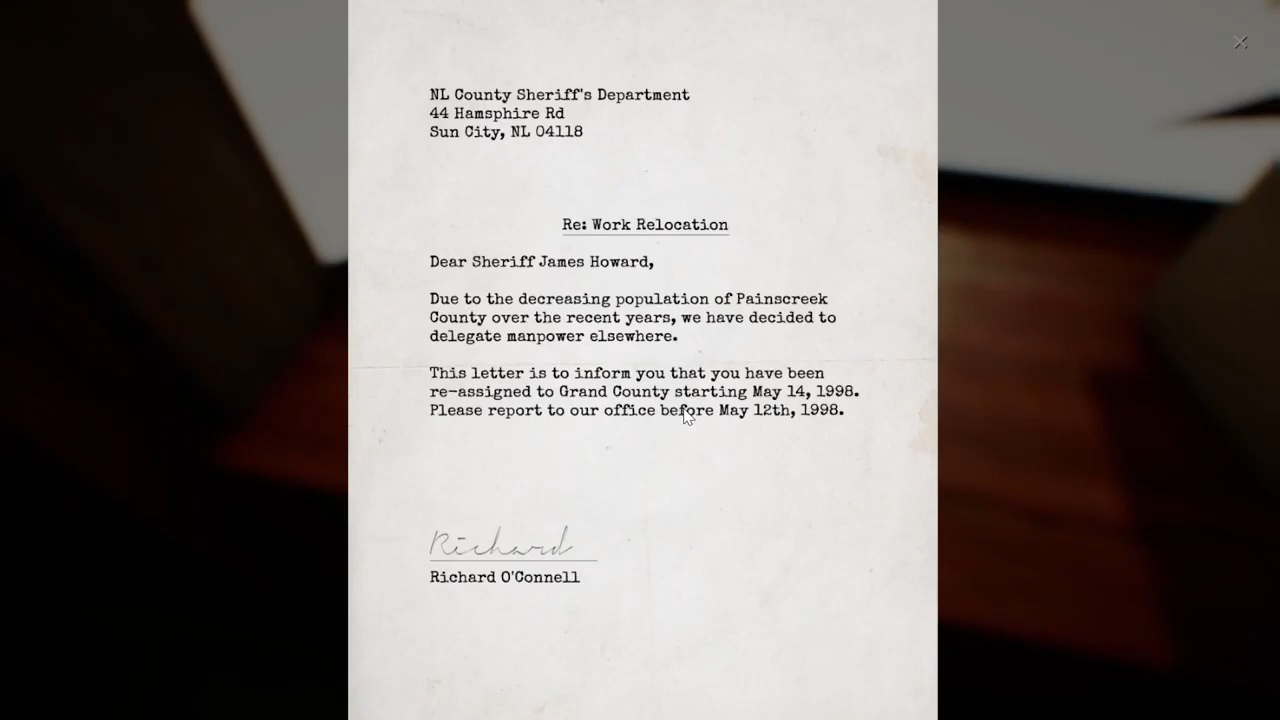 NL County Sheriff's Department
44 Hamsphire Rd
Sun City, NL 04118
Re: Work Relocation
Dear Sheriff James Howard,
Due to the decreasing population of Painscreek
County over the recent years, we have decided to
delegate manpower elsewhere.
This letter is to inform you that you have been
re-assigned to Grand County starting May 14, 1998.
Please report to our office before May 12th, 1998.
Richard
Richard O'Connell